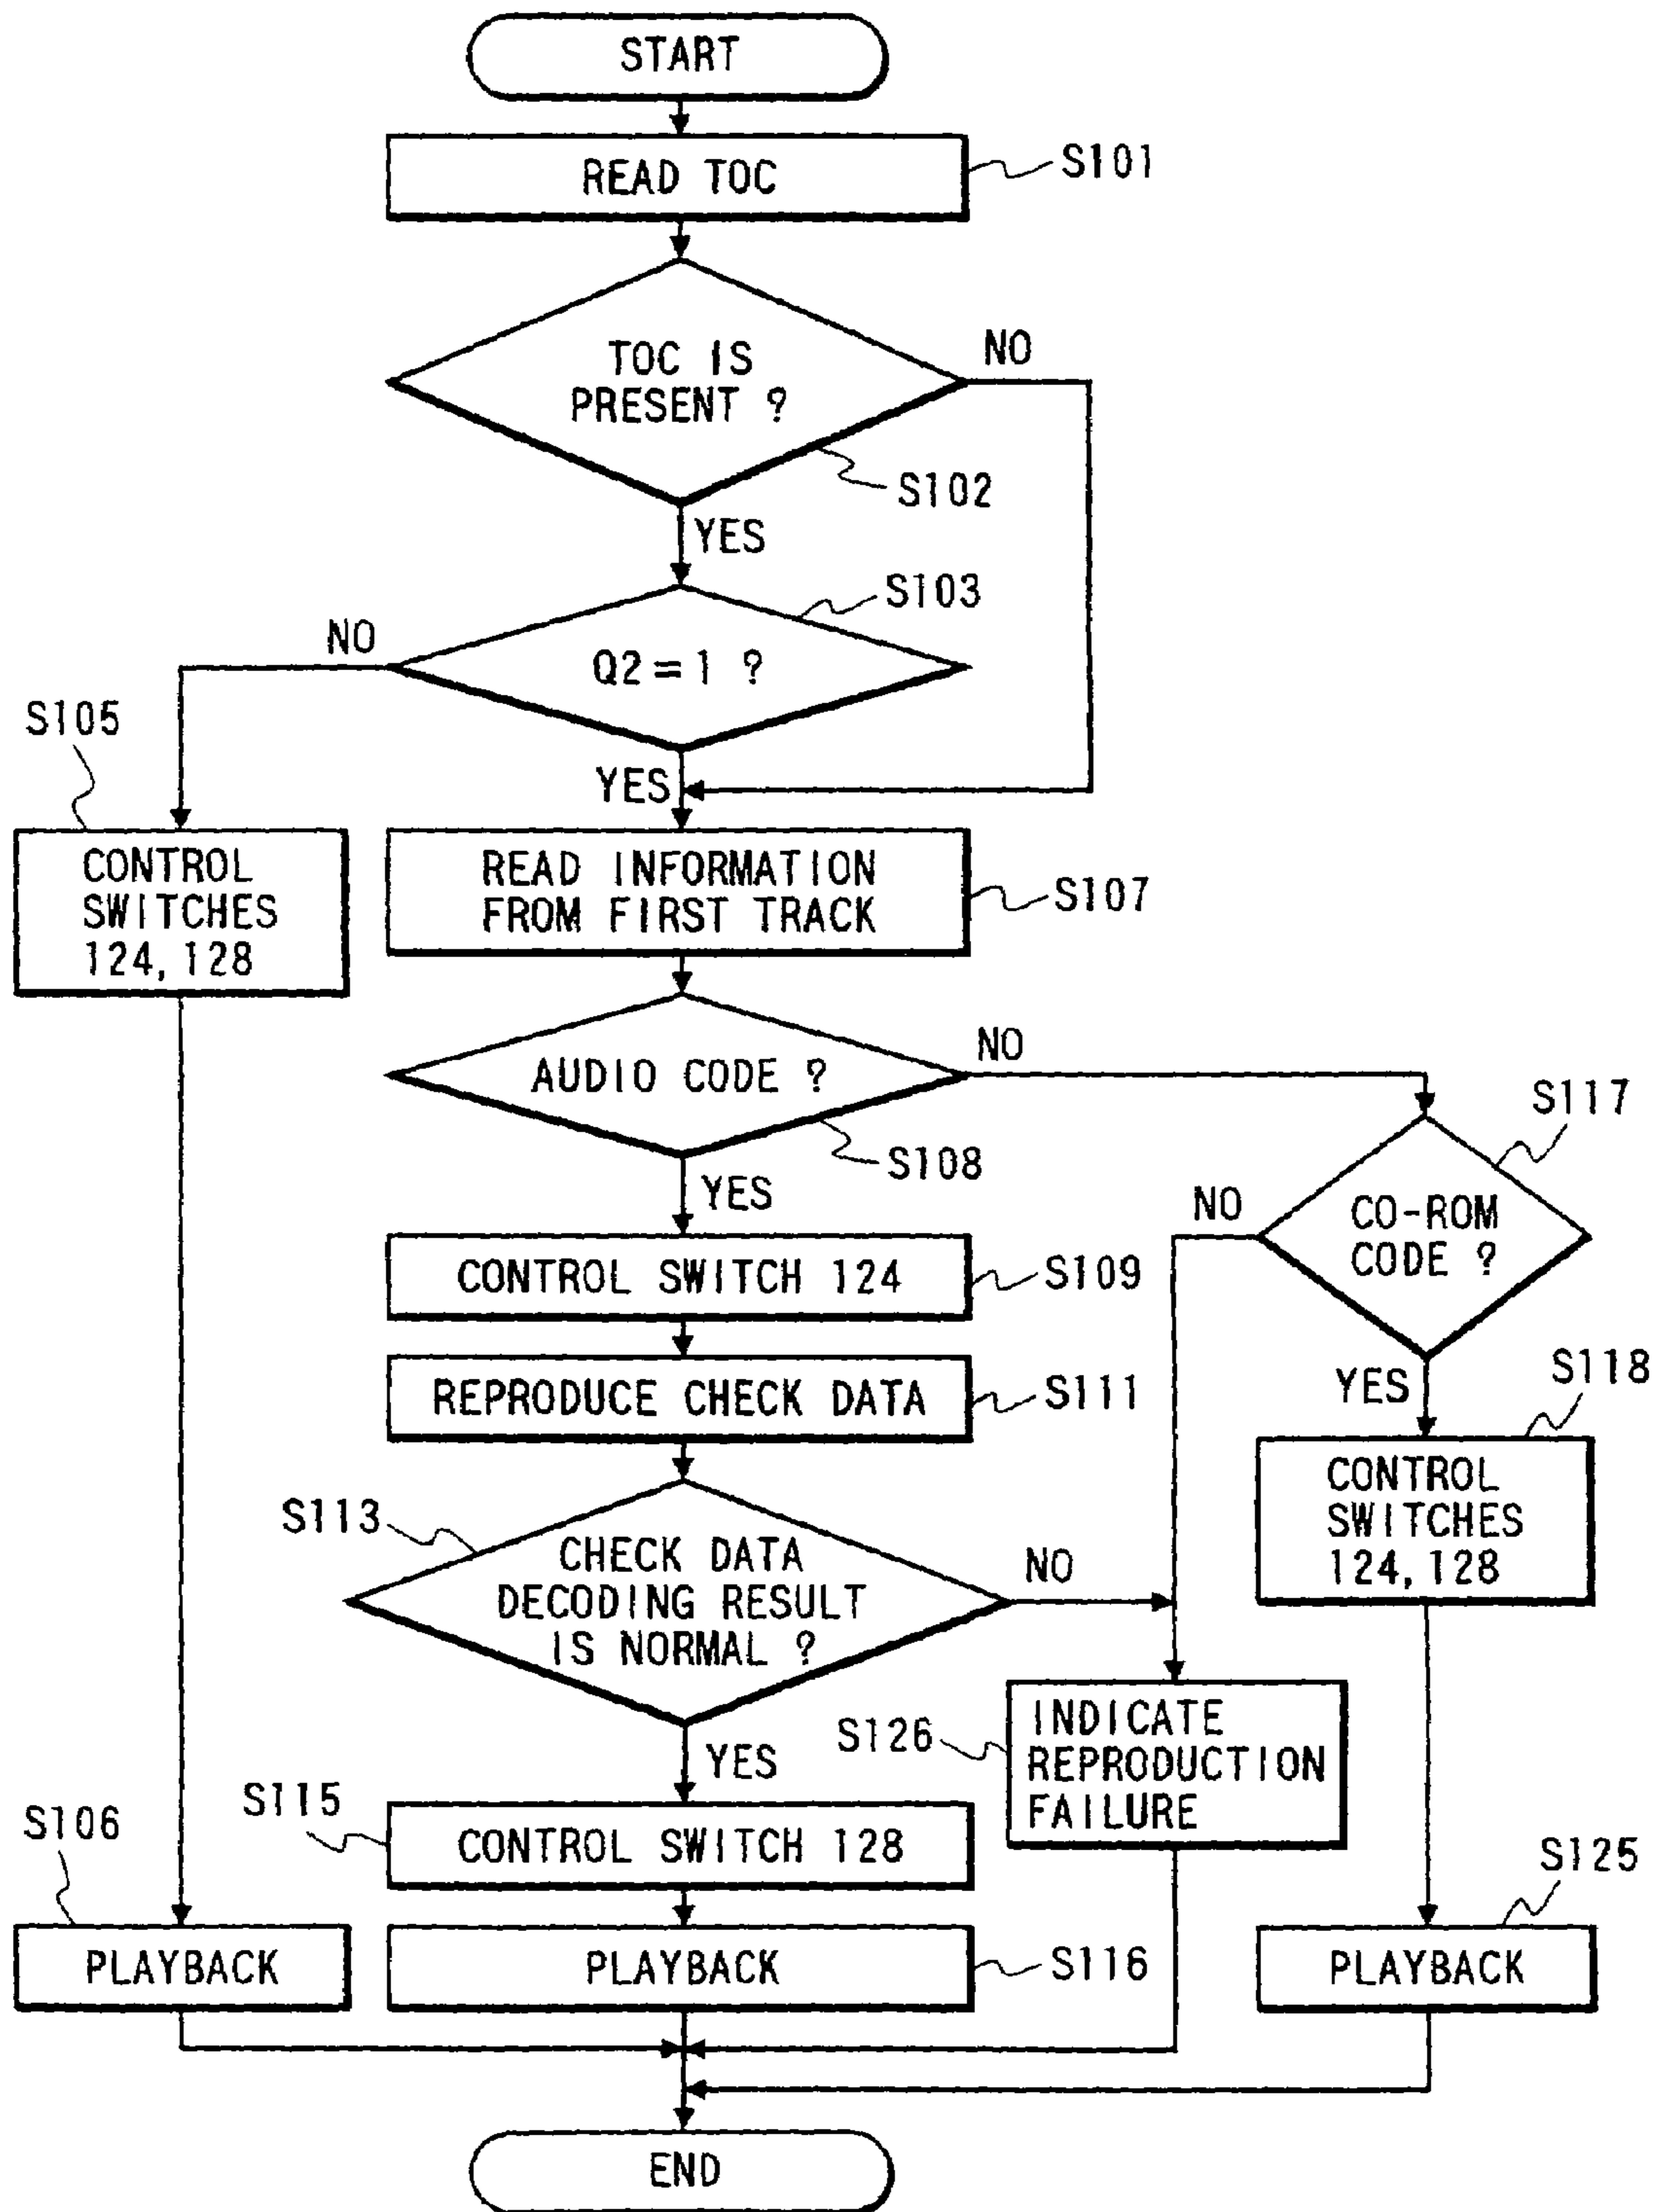 START
READ TOC
S101
TOC IS
PRESENT ?
NO
S102
YES
S103
NO
Q2=1 ?
S105
YES
CONTROL
SWITCHES
124, 128
READ INFORMATION
FROM FIRST TRACK
S107
AUDIO CODE ?
NO
S108
YES
S117
NO
CO-ROM
CODE ?
CONTROL SWITCH 124
S109
YES
S118
REPRODUCE CHECK DATA
S111
CONTROL
SWITCHES
124, 128
S113
CHECK DATA
DECODING RESULT
IS NORMAL ?
NO
YES
S126
INDICATE
REPRODUCTION
FAILURE
S115
CONTROL SWITCH 128
S106
PLAYBACK
PLAYBACK
S116
S125
PLAYBACK
END